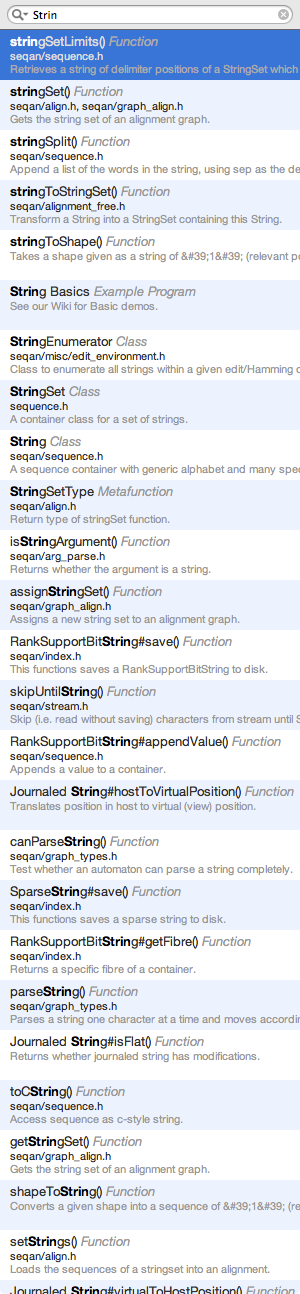 Strin
stringSetLimits() Function
seqan/sequence.h
Retrieves a string of delimiter positions of a StringSet which
stringSet() Function
seqan/align.h, seqan/graph_align.h
Gets the string set of an alignment graph.
stringSplit() Function
seqan/sequence.h
Append a list of the words in the string, using sep as the de
stringToStringSet() Function
seqan/alignment_free.h
Transform a String into a StringSet containing this String.
stringToShape() Function
Takes a shape given as a string of &#39;1&#39; (relevant po
String Basics Example Program
See our Wiki for Basic demos.
StringEnumerator Class
seqan/misc/edit_environment.h
Class to enumerate all strings within a given edit/Hamming d
StringSet Class
sequence.h
A container class for a set of strings.
String Class
seqan/sequence.h
A sequence container with generic alphabet and many spec
StringSetType Metafunction
seqan/align.h
Return type of stringSet function.
isStringArgument() Function
seqan/arg_parse.h
Returns whether the argument is a string.
assignStringSet() Function
seqan/graph_align.h
Assigns a new string set to an alignment graph.
RankSupportBitString#save() Function
seqan/index.h
This functions saves a RankSupportBitString to disk.
skipUntilString() Function
seqan/stream.h
Skip (i.e. read without saving) characters from stream until S
RankSupportBitString#appendValue() Function
seqan/sequence.h
Appends a value to a container.
Journaled String#hostToVirtualPosition() Function
Translates position in host to virtual (view) position.
canParseString() Function
seqan/graph_types.h
Test whether an automaton can parse a string completely.
SparseString#save() Function
seqan/index.h
This functions saves a sparse string to disk.
RankSupportBitString#getFibre() Function
seqan/index.h
Returns a specific fibre of a container.
parseString() Function
seqan/graph_types.h
Parses a string one character at a time and moves accordin
Journaled String#isFlat() Function
Returns whether journaled string has modifications.
toCString() Function
seqan/sequence.h
Access sequence as c-style string.
getStringSet() Function
seqan/graph_align.h
Gets the string set of an alignment graph.
shapeToString() Function
Converts a given shape into a sequence of &#39;1&#39; (re
setStrings() Function
seqan/align.h
Loads the sequences of a stringset into an alignment.
Journaled String#virtualToHostPosition() Function